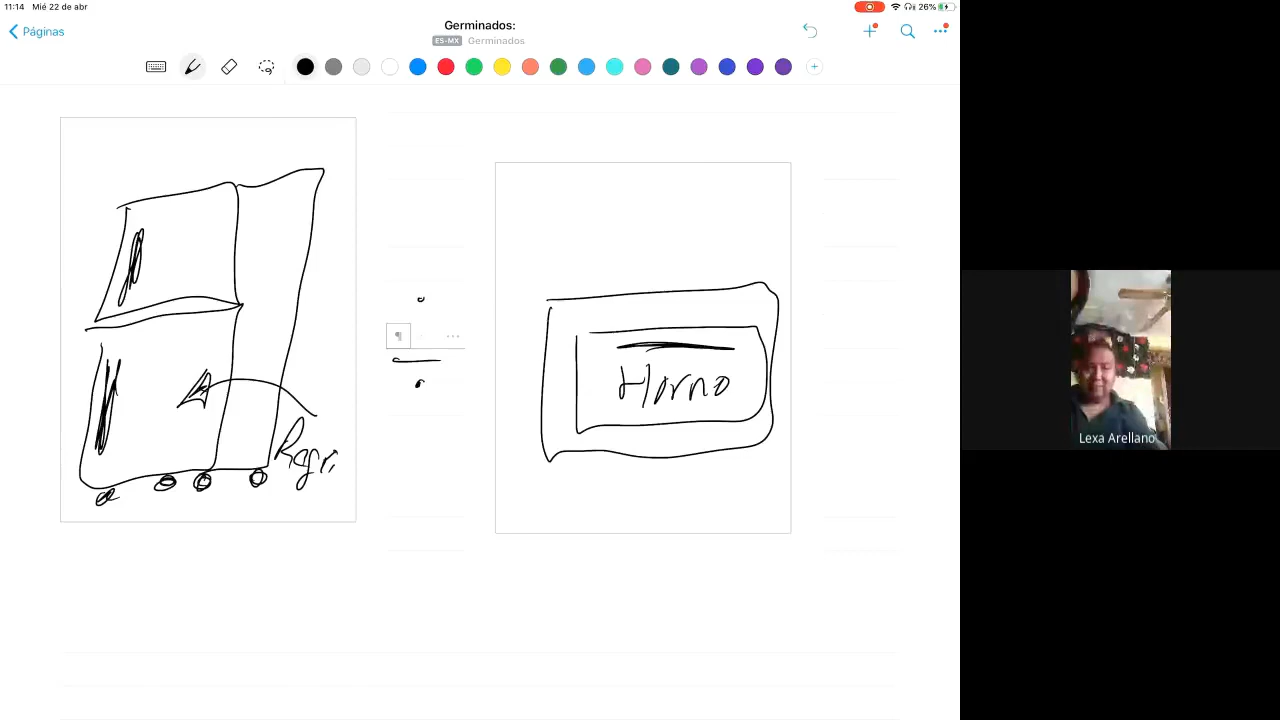 11:14 Mié 22 de abr
26%
Páginas
Germinados:
ES-MX Germinados
Horno
Lexa Arellano